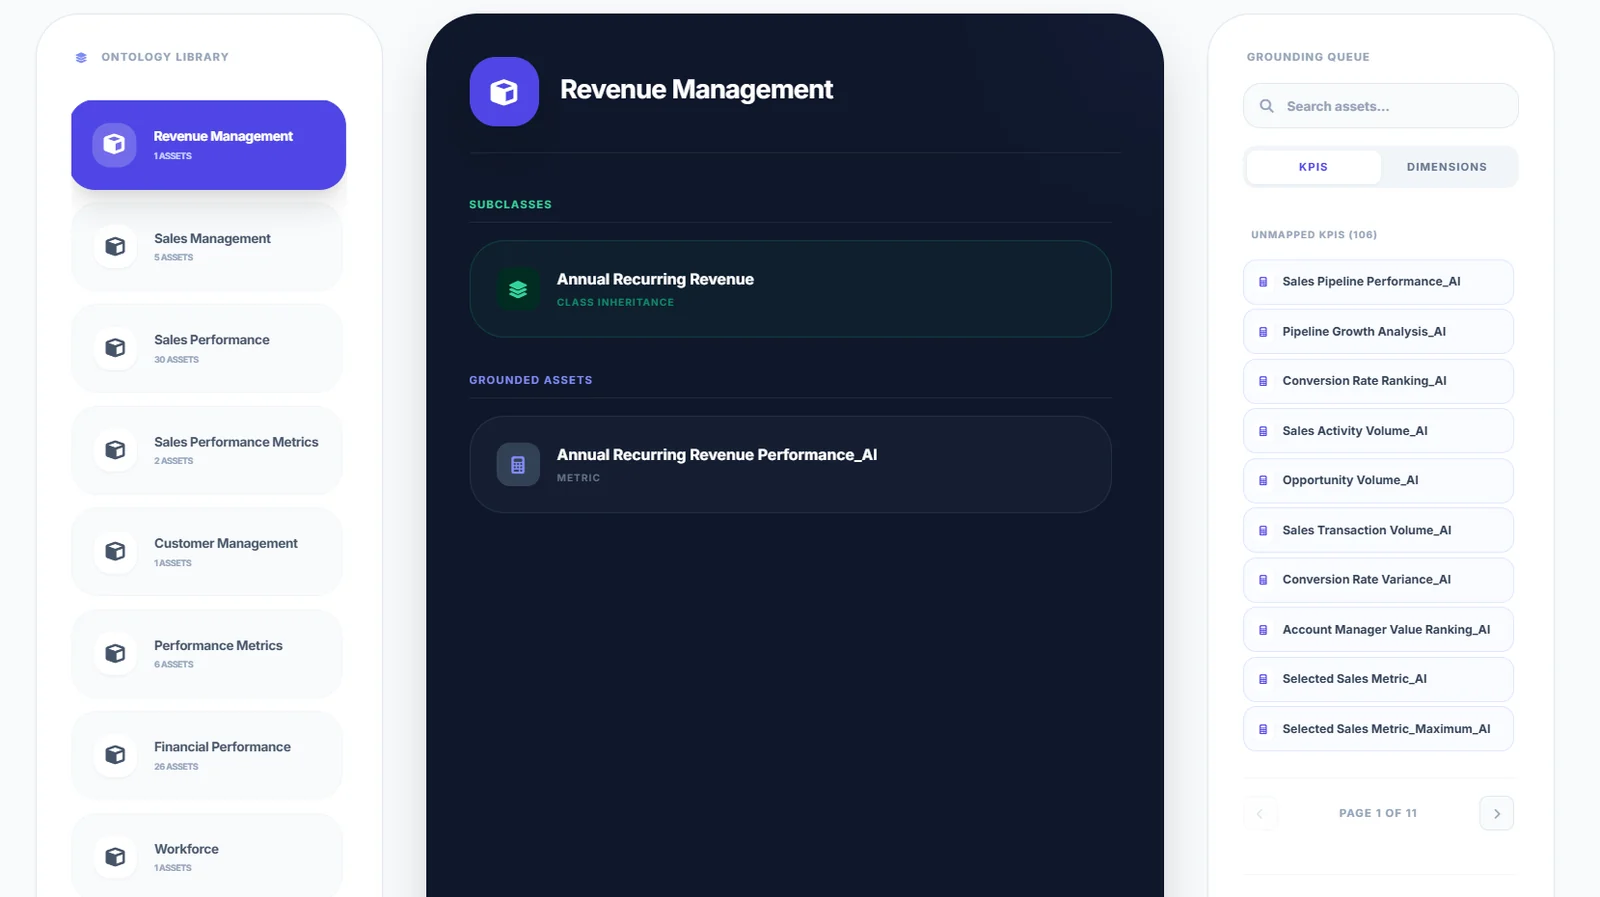 ONTOLOGY LIBRARY
Revenue Management
1 ASSETS
Sales Management
5 ASSETS
Sales Performance
30 ASSETS
Sales Performance Metrics
2 ASSETS
Customer Management
1 ASSETS
Performance Metrics
6 ASSETS
Financial Performance
26 ASSETS
Workforce
1 ASSETS
Revenue Management
SUBCLASSES
Annual Recurring Revenue
CLASS INHERITANCE
GROUNDED ASSETS
Annual Recurring Revenue Performance_AI
METRIC
GROUNDING QUEUE
Search assets...
KPIS
DIMENSIONS
UNMAPPED KPIS (106)
Sales Pipeline Performance_AI
Pipeline Growth Analysis_AI
Conversion Rate Ranking_AI
Sales Activity Volume_AI
Opportunity Volume_AI
Sales Transaction Volume_AI
Conversion Rate Variance_AI
Account Manager Value Ranking_AI
Selected Sales Metric_AI
Selected Sales Metric_Maximum_AI
PAGE 1 OF 11